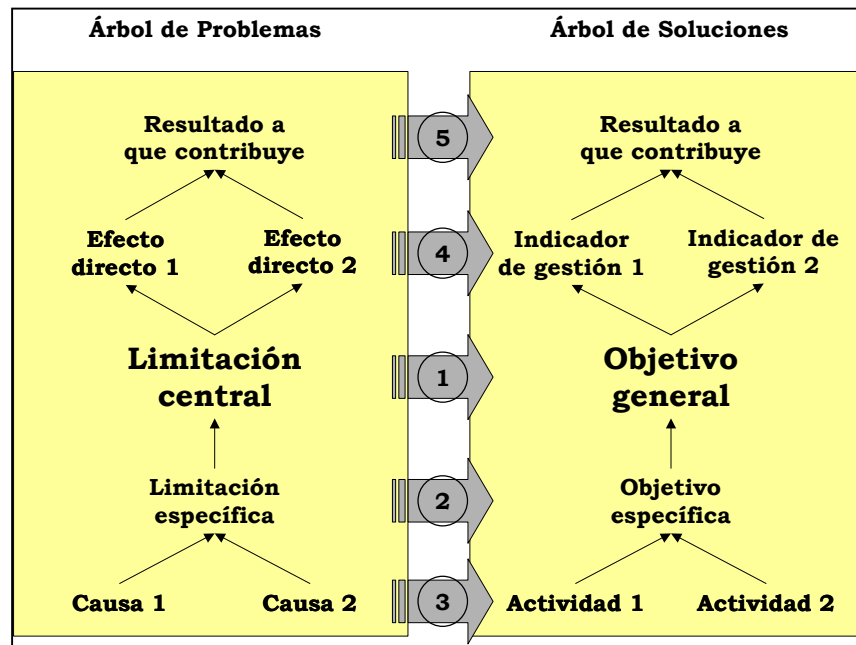 Árbol de Problemas
Árbol de Soluciones
Resultado a
que contribuye
5
Resultado a
que contribuye
Efecto
directo 1
Efecto
directo 2
4
Indicador
de gestión 1
Indicador de
gestión 2
Limitación
central
1
Objetivo
general
Limitación
específica
2
Objetivo
específica
Causa 1
Causa 2
3
Actividad 1
Actividad 2